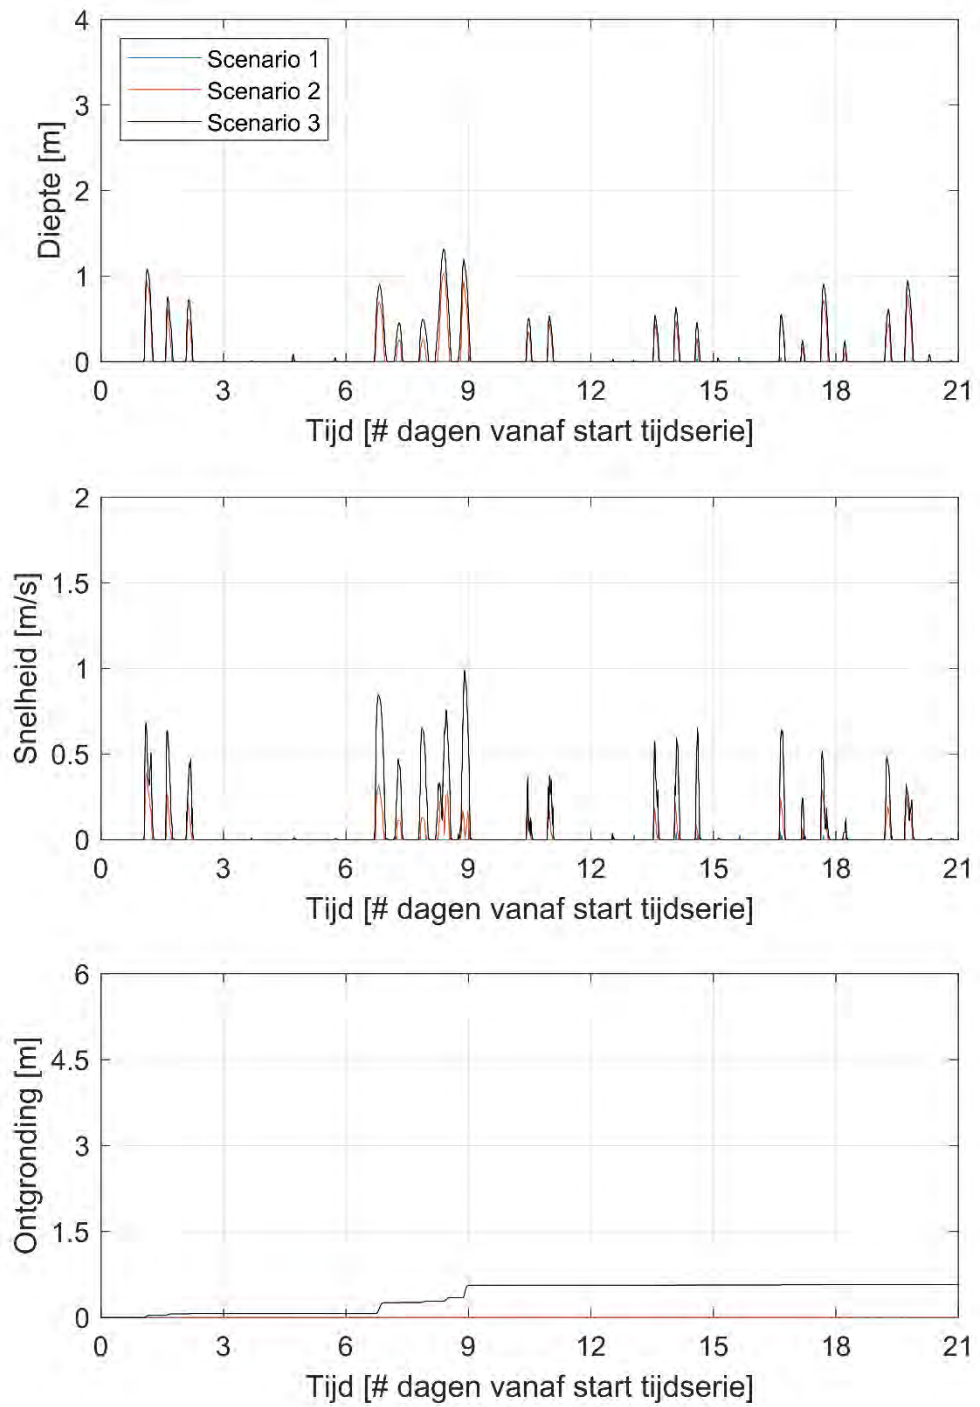 4
3
2
1
0
Diepte [m]
Scenario 1
Scenario 2
Scenario 3
0 3 6 9 12 15 18 21
Tijd [# dagen vanaf start tijdserie]
2
1.5
1
0.5
0
Snelheid [m/s]
0 3 6 9 12 15 18 21
Tijd [# dagen vanaf start tijdserie]
6
4.5
3
1.5
0
Ontgronding [m]
0 3 6 9 12 15 18 21
Tijd [# dagen vanaf start tijdserie]